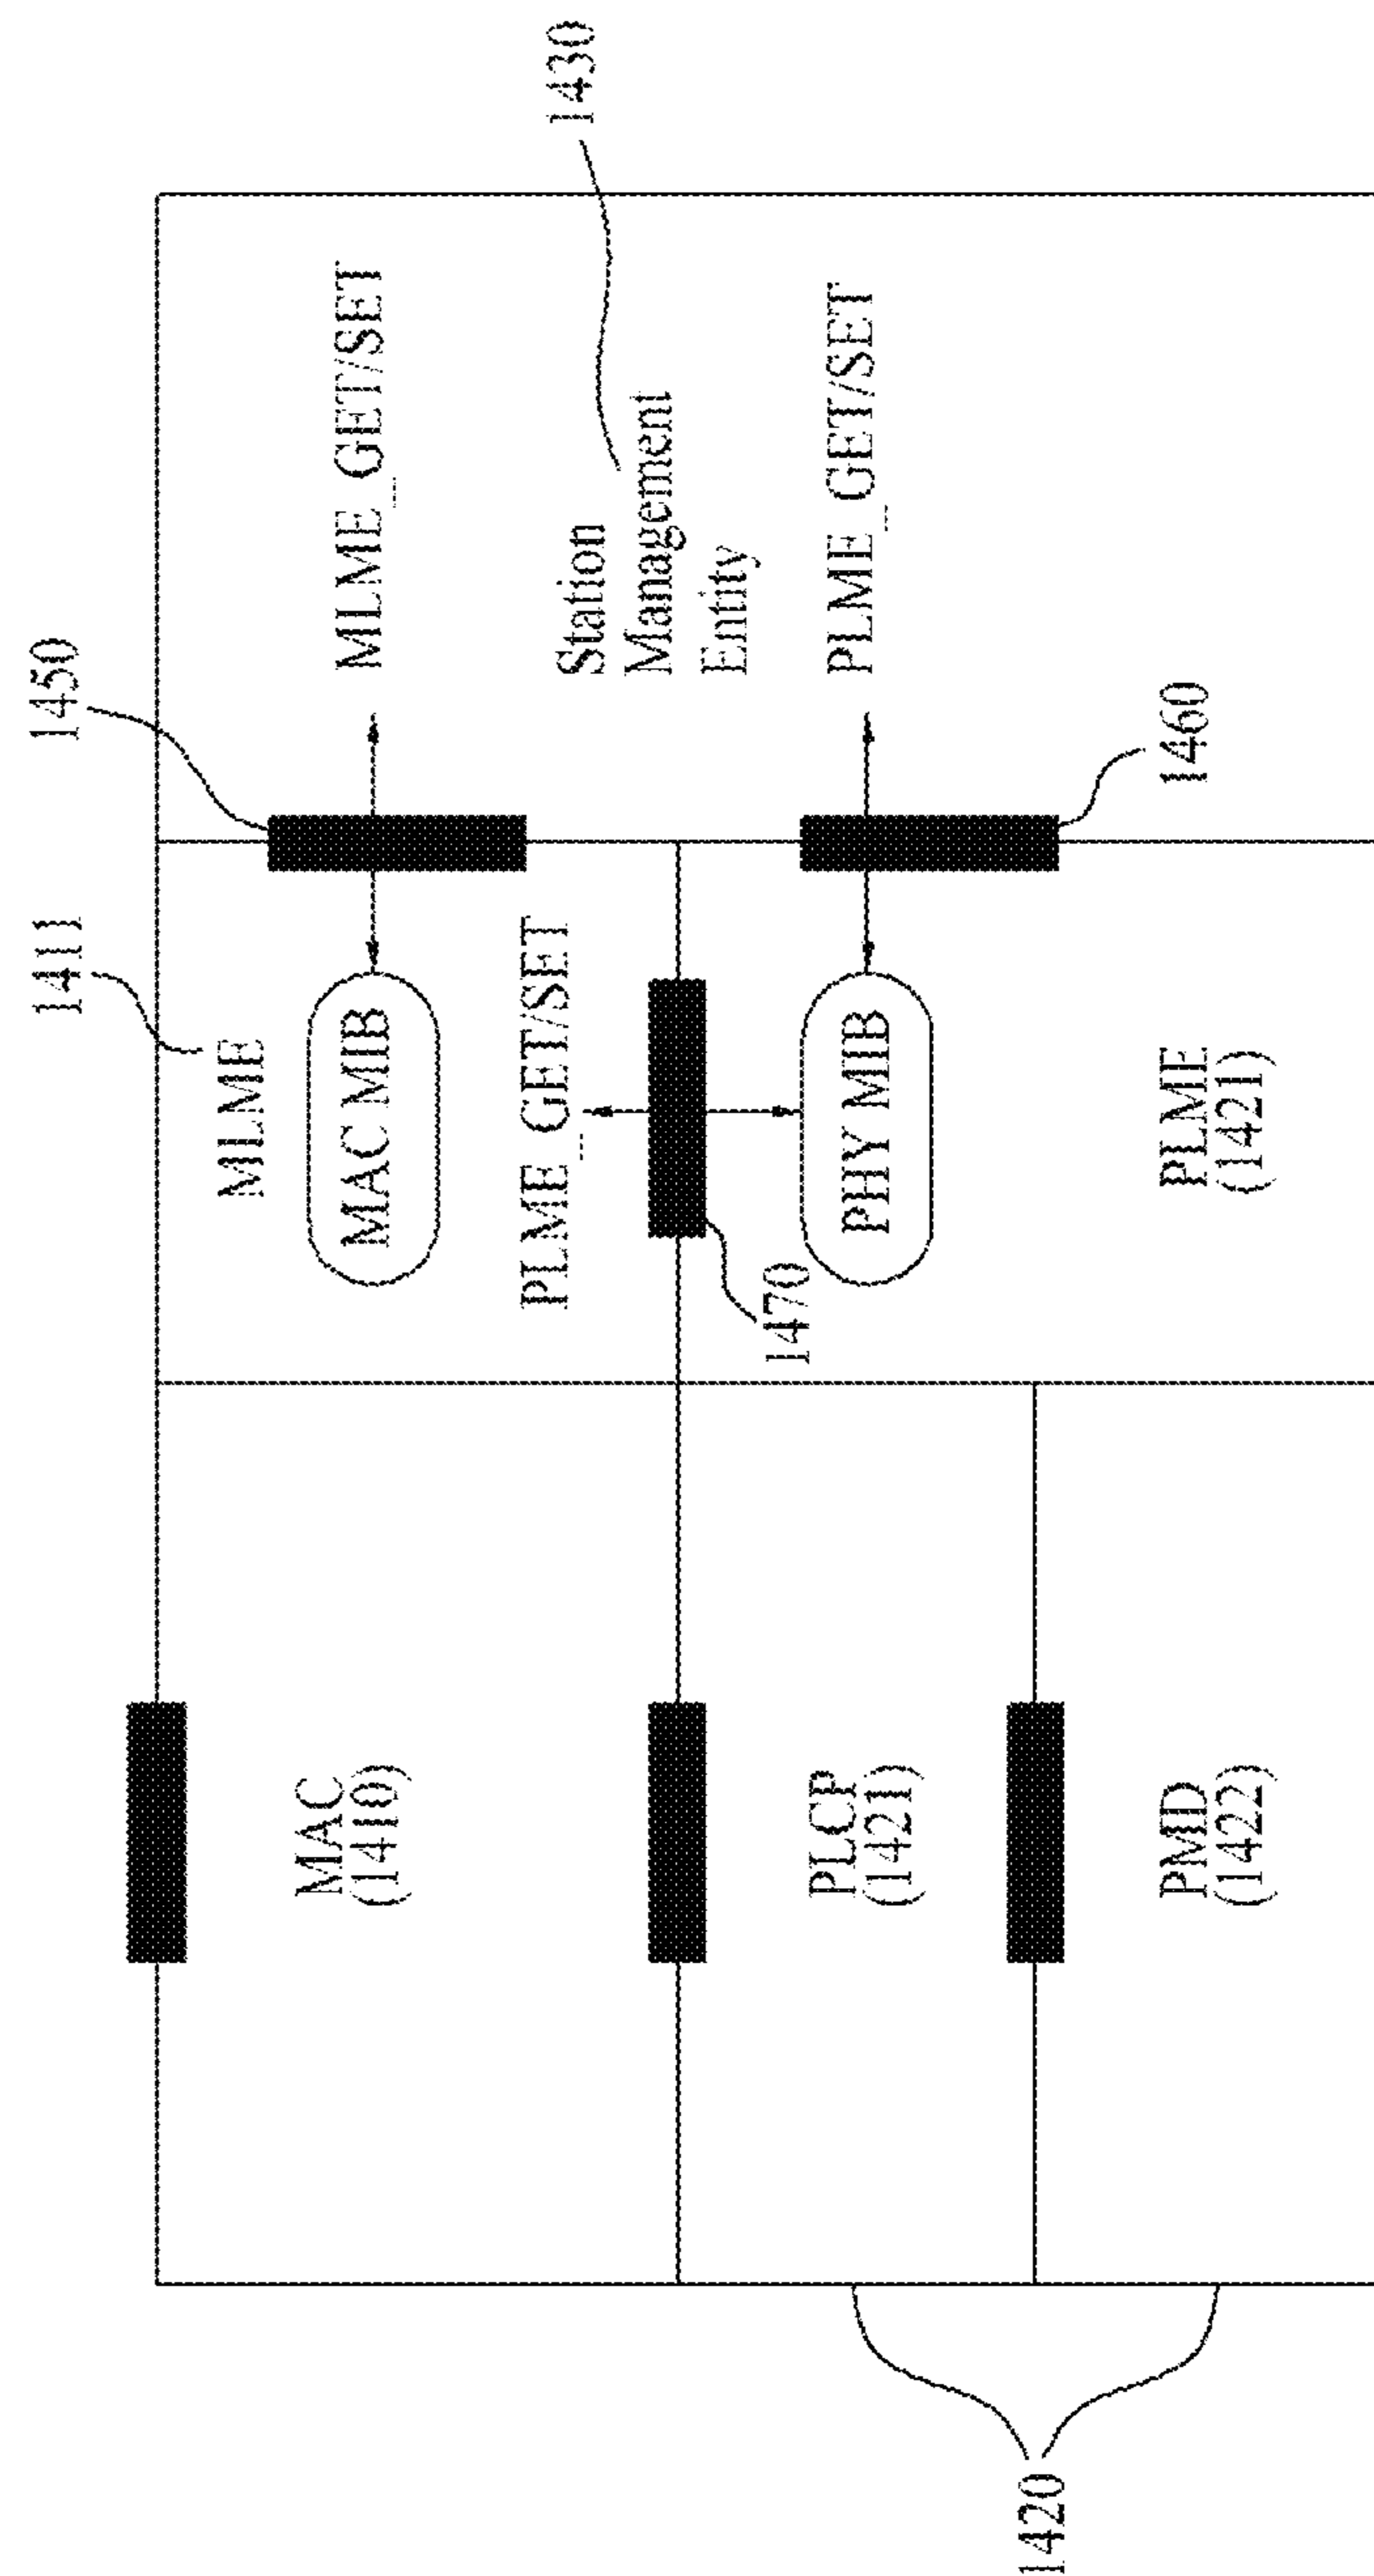 1411
1450
MLME
MAC
(1410)
MAC MIB
MLME_GET/SET
PLME_GET/SET
1430
Station
Management
Entity
1470
PLCP
(1421)
PHY MIB
PLME_GET/SET
1420
PMD
(1422)
PLME
(1421)
1460